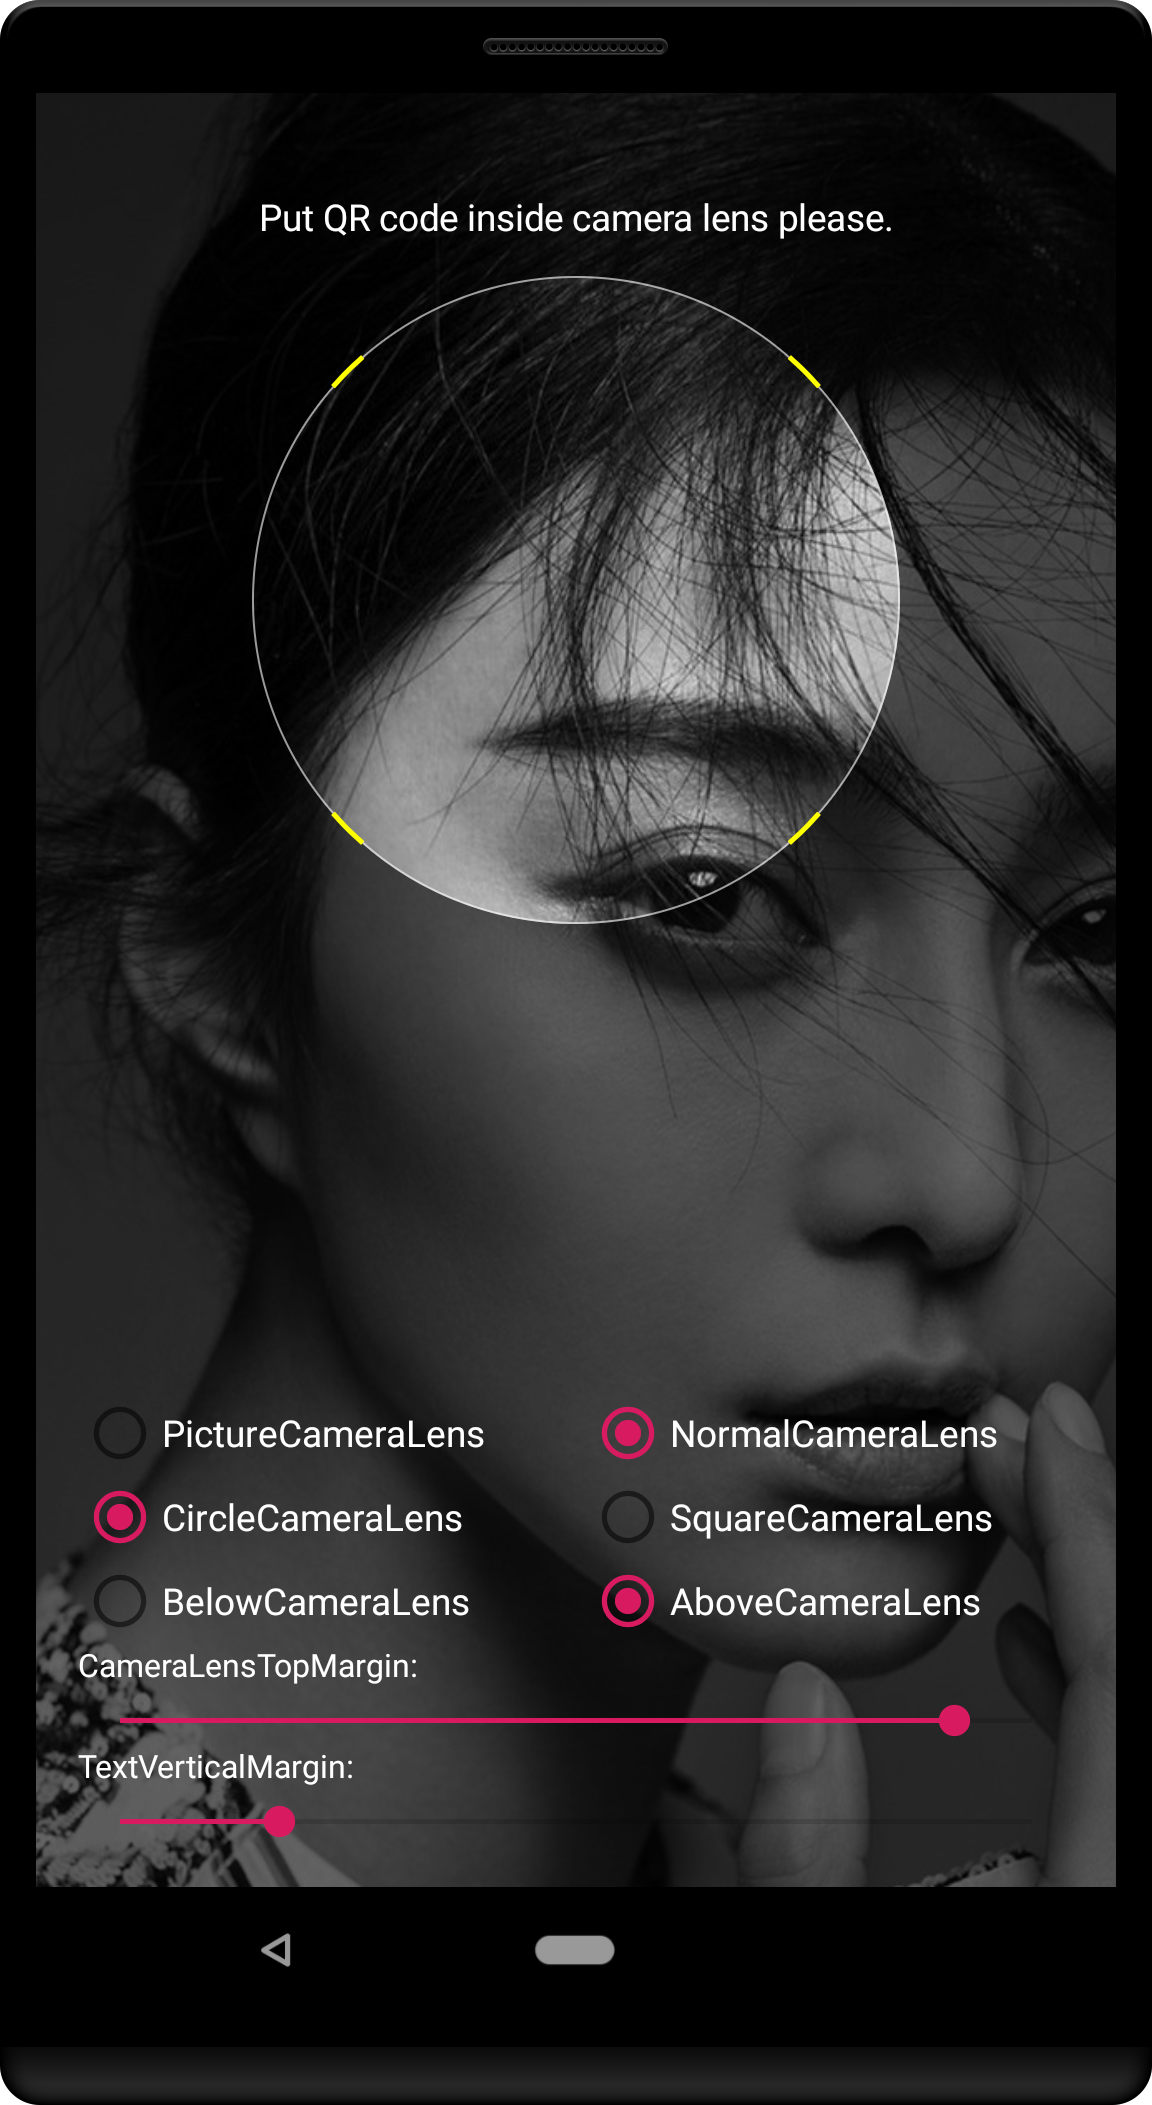 Put QR code inside camera lens please.
PictureCameraLens NormalCameraLens
CircleCameraLens SquareCameraLens
BelowCameraLens AboveCameraLens
CameraLensTopMargin:
TextVerticalMargin: